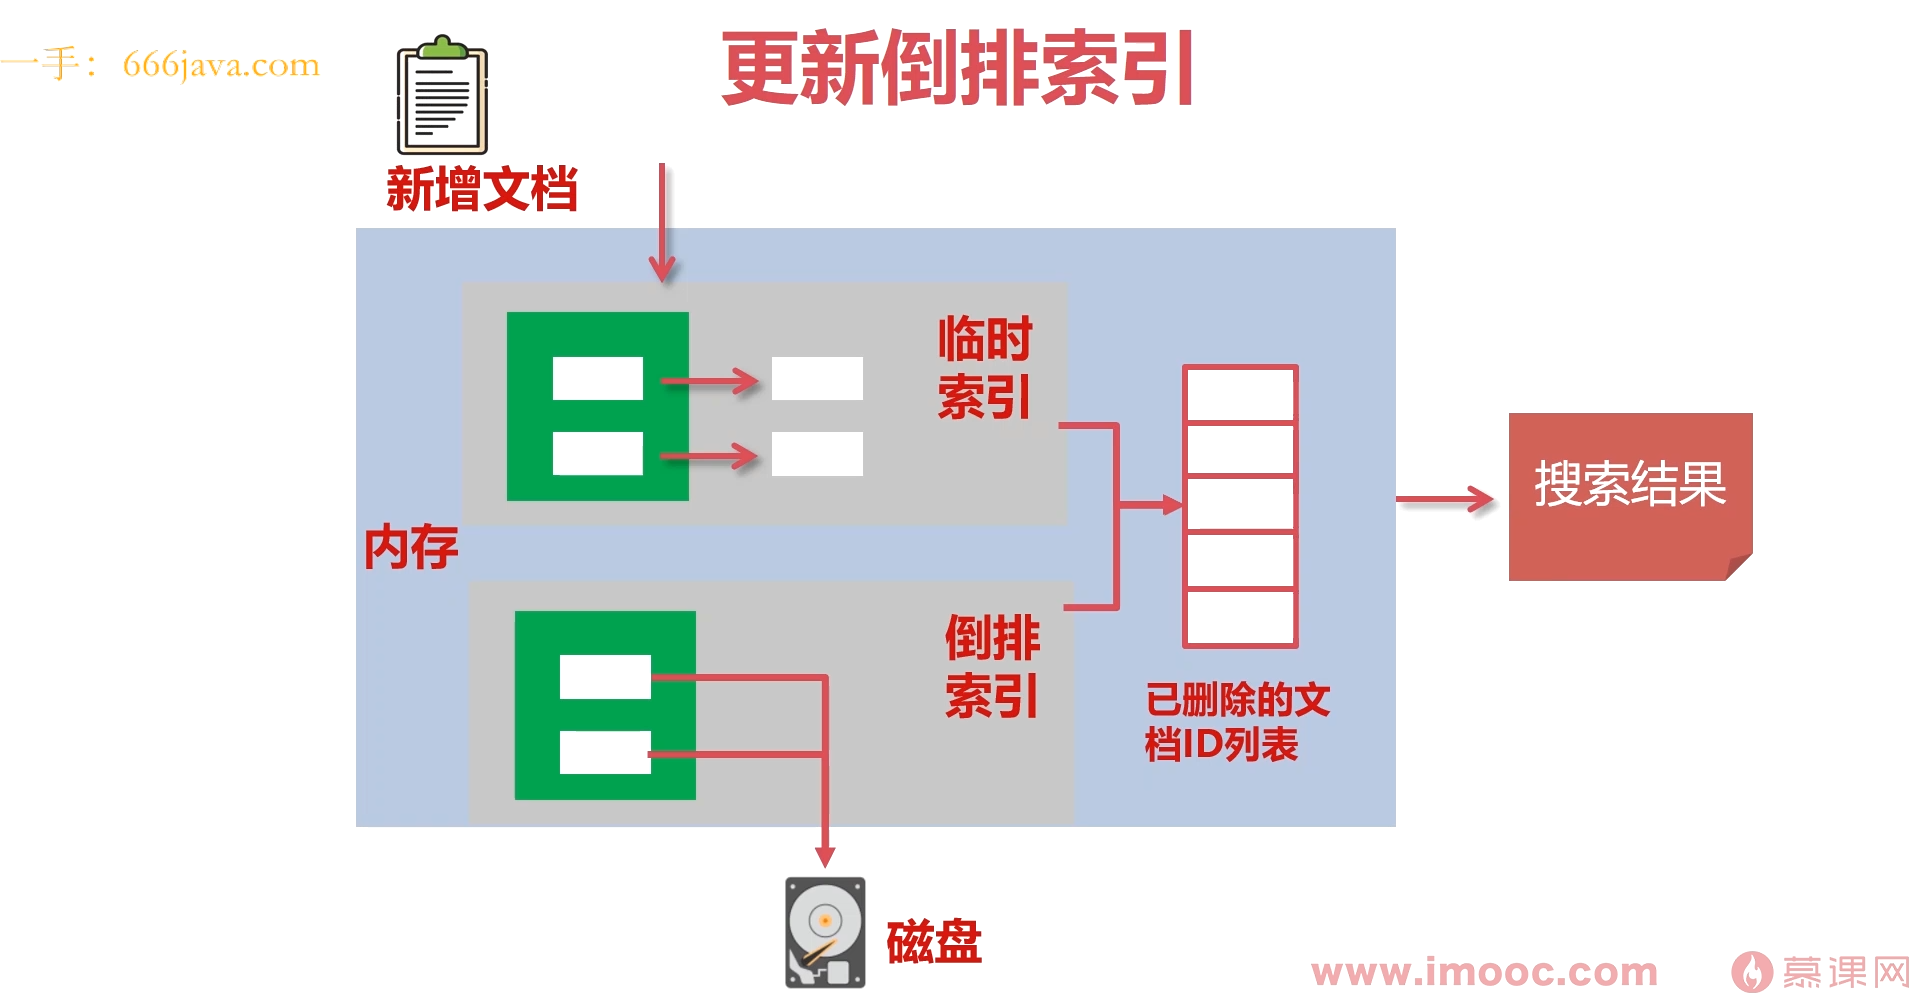 一手：666java.com
更新倒排索引
新增文档
临时
索引
内存
倒排
索引
已删除的文
档ID列表
搜索结果
磁盘
www.imooc.com
慕课网